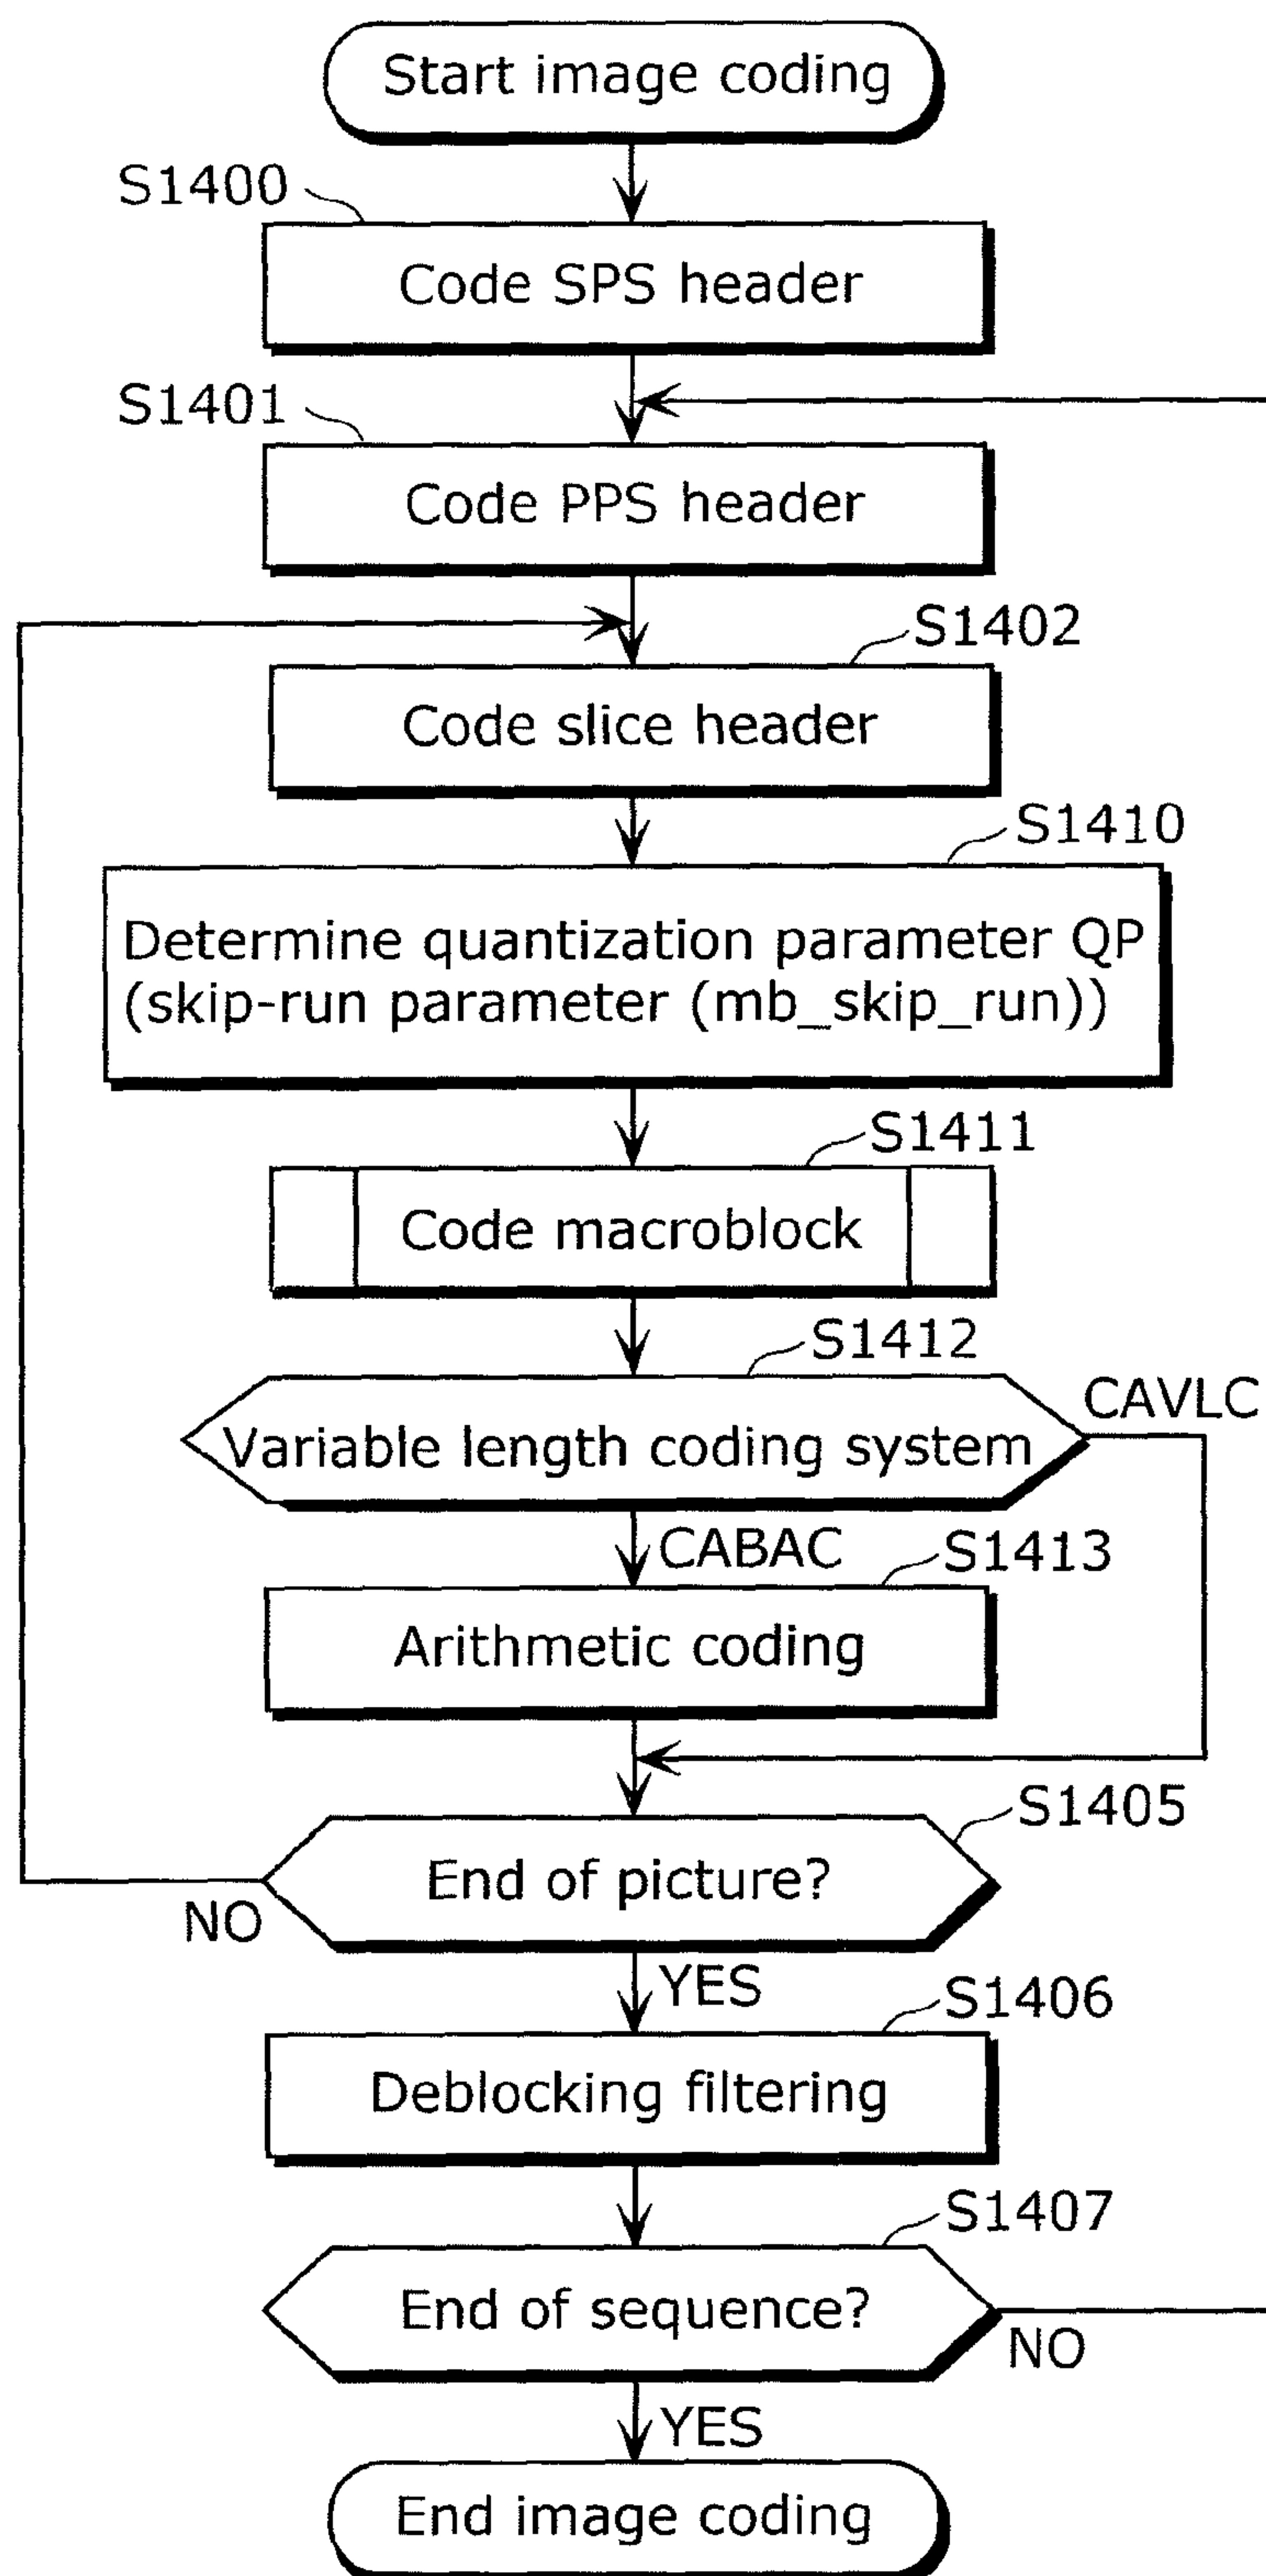 Start image coding
S1400
Code SPS header
S1401
Code PPS header
S1402
Code slice header
S1410
Determine quantization parameter QP
(skip-run parameter (mb_skip_run))
S1411
Code macroblock
S1412
CAVLC
Variable length coding system
CABAC
S1413
Arithmetic coding
S1405
End of picture?
NO
YES
S1406
Deblocking filtering
S1407
End of sequence?
NO
YES
End image coding